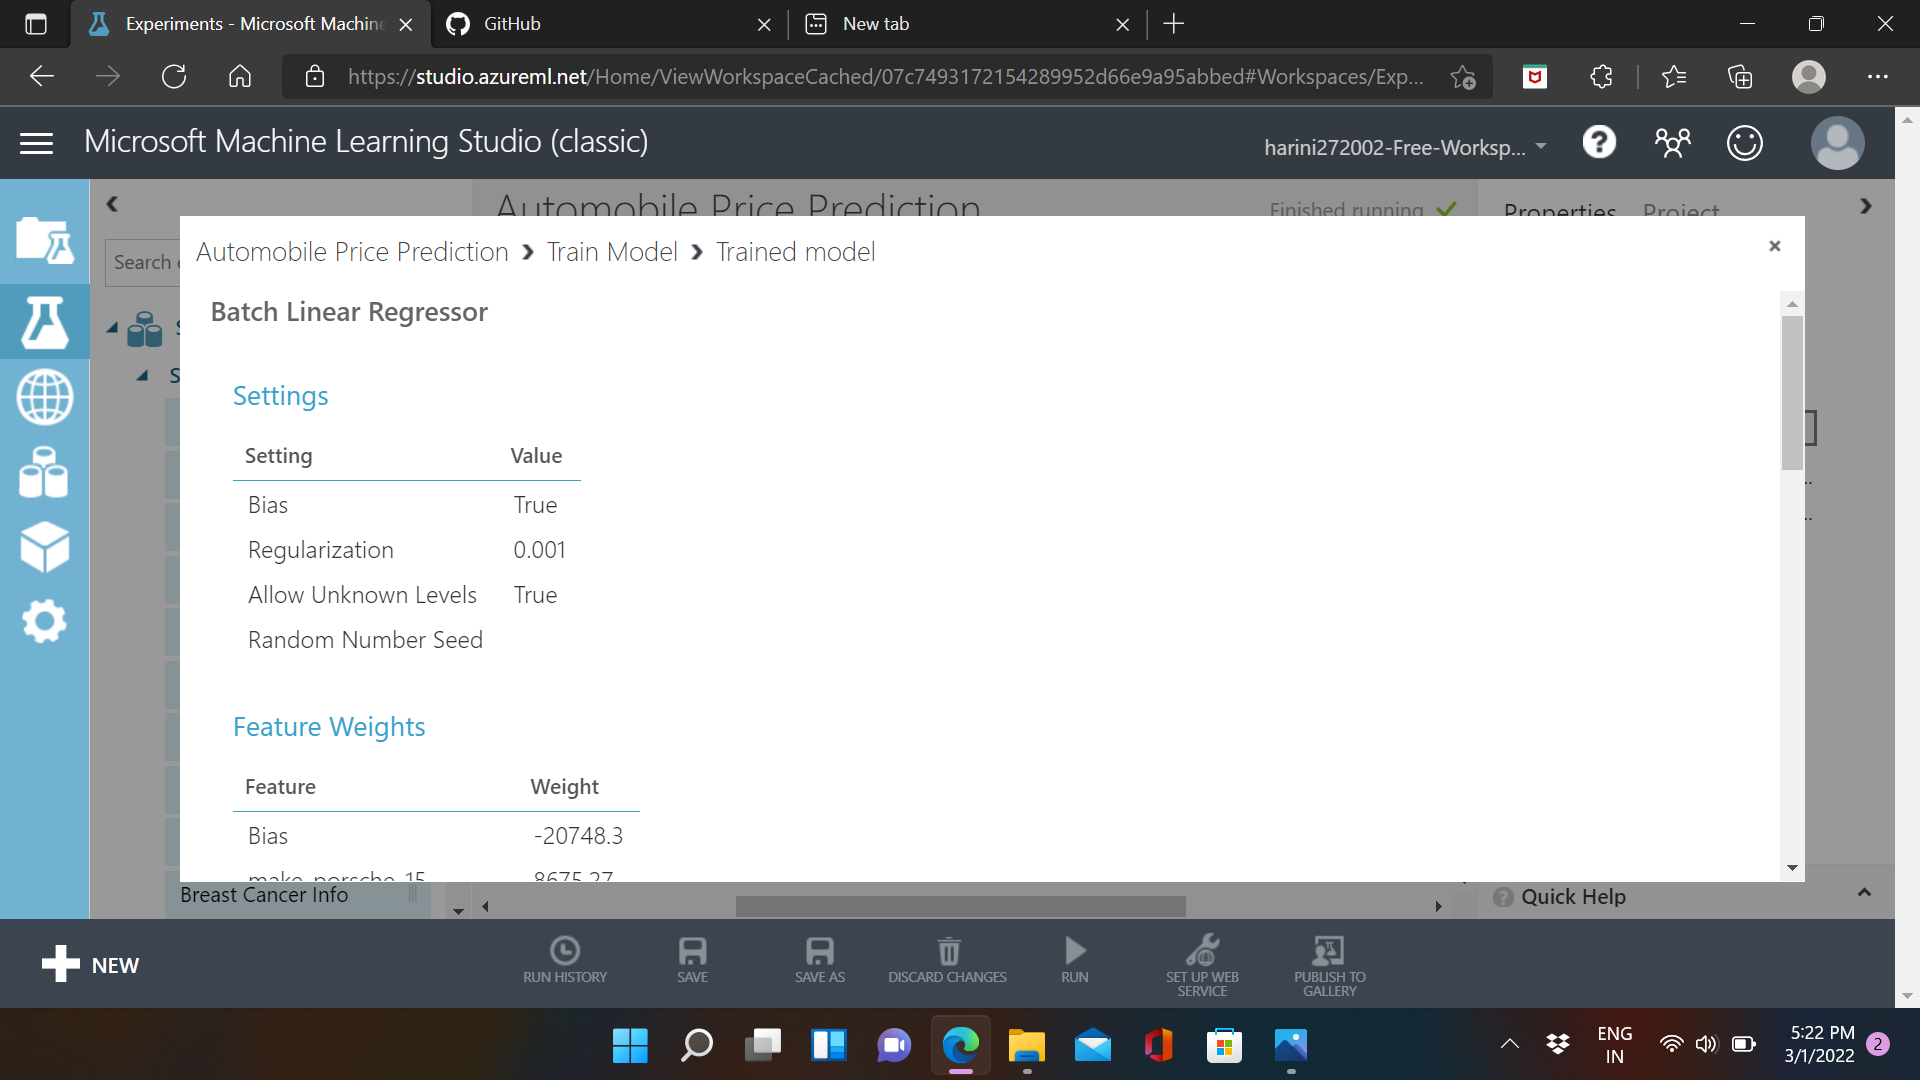 Experiments - Microsoft Machine
GitHub
New tab
https://studio.azureml.net/Home/ViewWorkspaceCached/07c7493172154289952d66e9a95abbed#Workspaces/Exp...
Microsoft Machine Learning Studio (classic)
harini272002-Free-Worksp...
Automobile Price Prediction
Finished running
Properties Project
Search
Automobile Price Prediction > Train Model > Trained model
Batch Linear Regressor
Settings
Setting Value
Bias True
Regularization 0.001
Allow Unknown Levels True
Random Number Seed
Feature Weights
Feature Weight
Bias -20748.3
make_porsche_15 8675.27
Breast Cancer Info
Quick Help
NEW
RUN HISTORY
SAVE
SAVE AS
DISCARD CHANGES
RUN
SET UP WEB SERVICE
PUBLISH TO GALLERY
ENG
IN
5:22 PM
3/1/2022
2